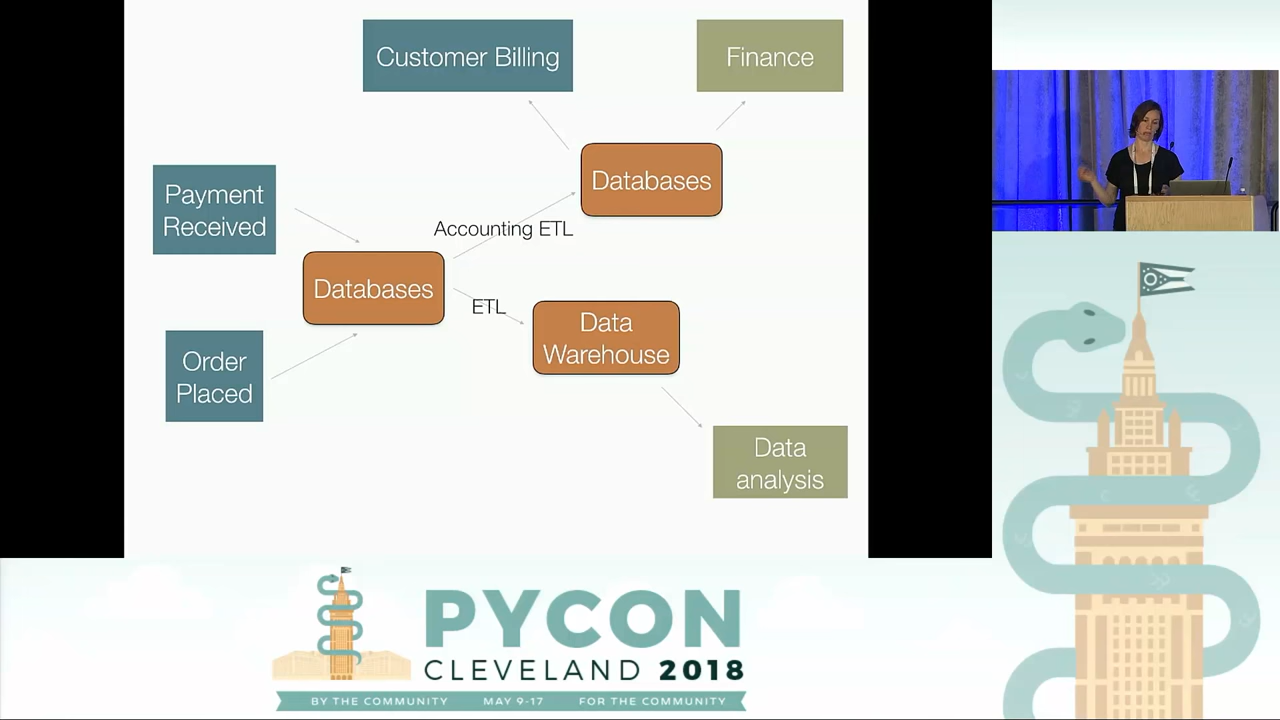 Customer Billing
Finance
Payment
Received
Databases
Accounting ETL
Databases
ETL
Data
Warehouse
Order
Placed
Data
analysis
PYCON
CLEVELAND 2018
BY THE COMMUNITY MAY 9-17 FOR THE COMMUNITY